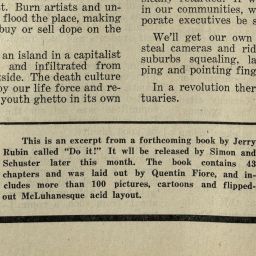 t. Burn artists and un-
flood the place, making
buy or sell dope on the
an island in a capitalist
and infiltrated from
side. The death culture
by our life force and re-
youth ghetto in its own
in our communities, w
porate executives be s
We'll get our own
steal cameras and rid
suburbs squealing, la
ping and pointing fing
In a revolution ther
tuaries.
This is an excerpt from a forthcoming book by Jerry
Rubin called "Do it!" It wll be released by Simon and
Schuster later this month. The book contains 43
chapters and was laid out by Quentin Fiore, and in-
cludes more than 100 pictures, cartoons and flipped-
out McLuhanesque acid layout.